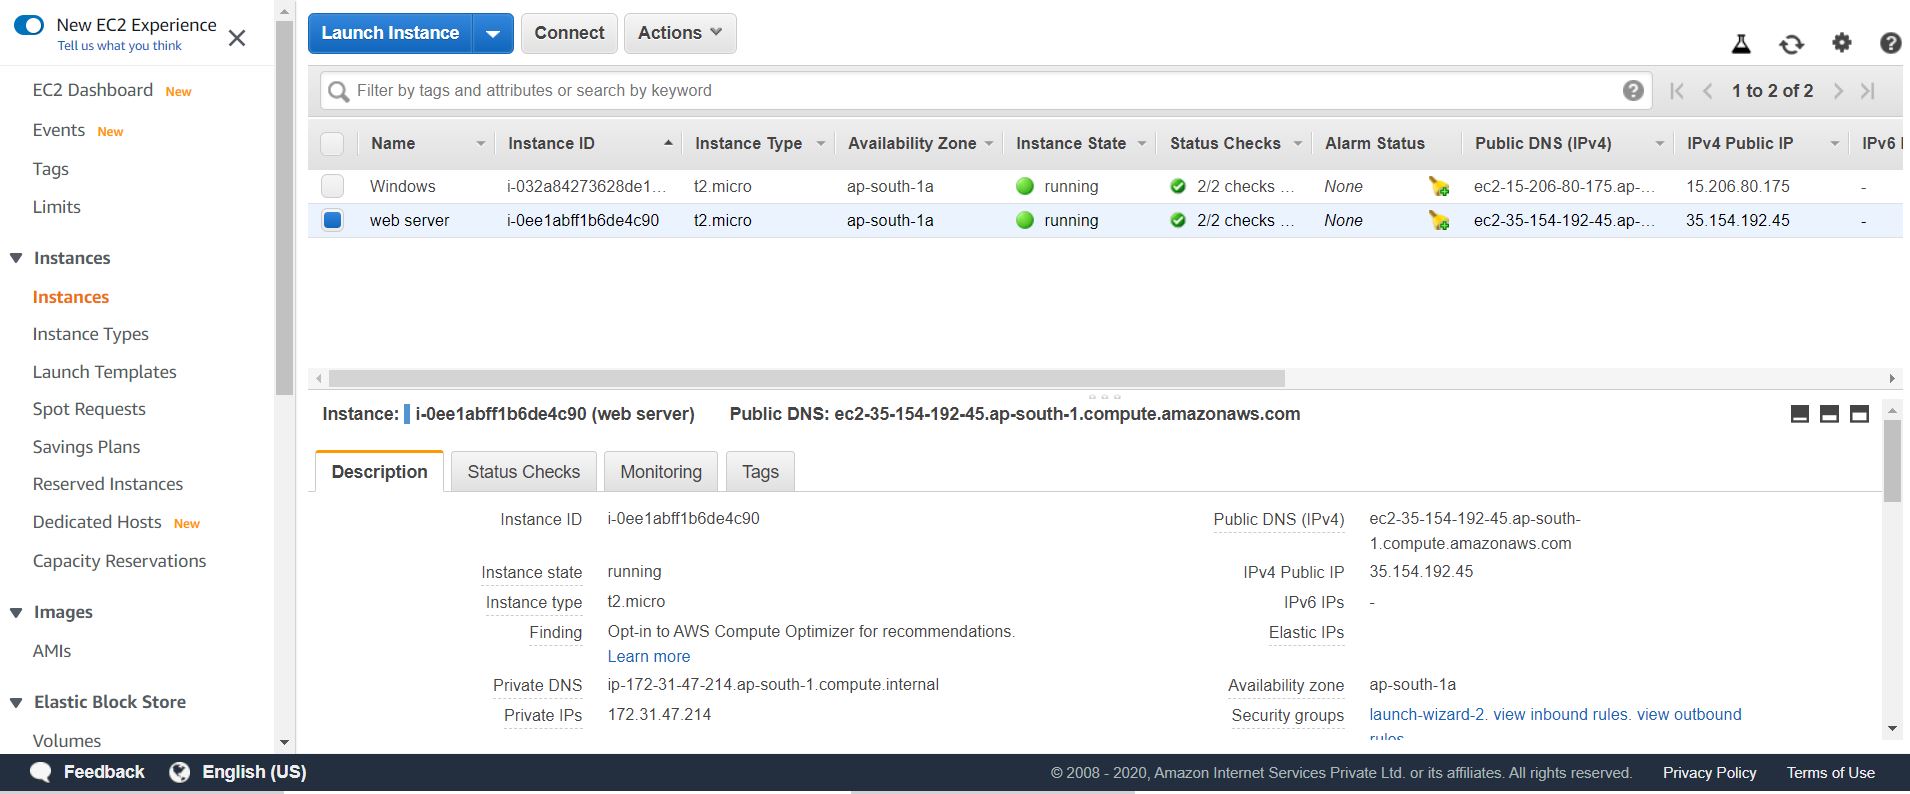 New EC2 Experience
Tell us what you think
EC2 Dashboard New
Events New
Tags
Limits
Instances
Instances
Instance Types
Launch Templates
Spot Requests
Savings Plans
Reserved Instances
Dedicated Hosts New
Capacity Reservations
Images
AMIs
Elastic Block Store
Volumes
Launch Instance Connect Actions
Filter by tags and attributes or search by keyword 1 to 2 of 2
Name Instance ID Instance Type Availability Zone Instance State Status Checks Alarm Status Public DNS (IPv4) IPv4 Public IP IPv6 I
Windows i-032a84273628de1... t2.micro ap-south-1a running 2/2 checks ... None ec2-15-206-80-175.ap-... 15.206.80.175 -
web server i-0ee1abff1b6de4c90 t2.micro ap-south-1a running 2/2 checks ... None ec2-35-154-192-45.ap-... 35.154.192.45 -
Instance: i-0ee1abff1b6de4c90 (web server) Public DNS: ec2-35-154-192-45.ap-south-1.compute.amazonaws.com
Description Status Checks Monitoring Tags
Instance ID i-0ee1abff1b6de4c90
Instance state running
Instance type t2.micro
Finding Opt-in to AWS Compute Optimizer for recommendations.
Learn more
Private DNS ip-172-31-47-214.ap-south-1.compute.internal
Private IPs 172.31.47.214
Public DNS (IPv4) ec2-35-154-192-45.ap-south-
1.compute.amazonaws.com
IPv4 Public IP 35.154.192.45
IPv6 IPs -
Elastic IPs
Availability zone ap-south-1a
Security groups launch-wizard-2. view inbound rules. view outbound
rules
Feedback English (US) © 2008 - 2020, Amazon Internet Services Private Ltd. or its affiliates. All rights reserved. Privacy Policy Terms of Use